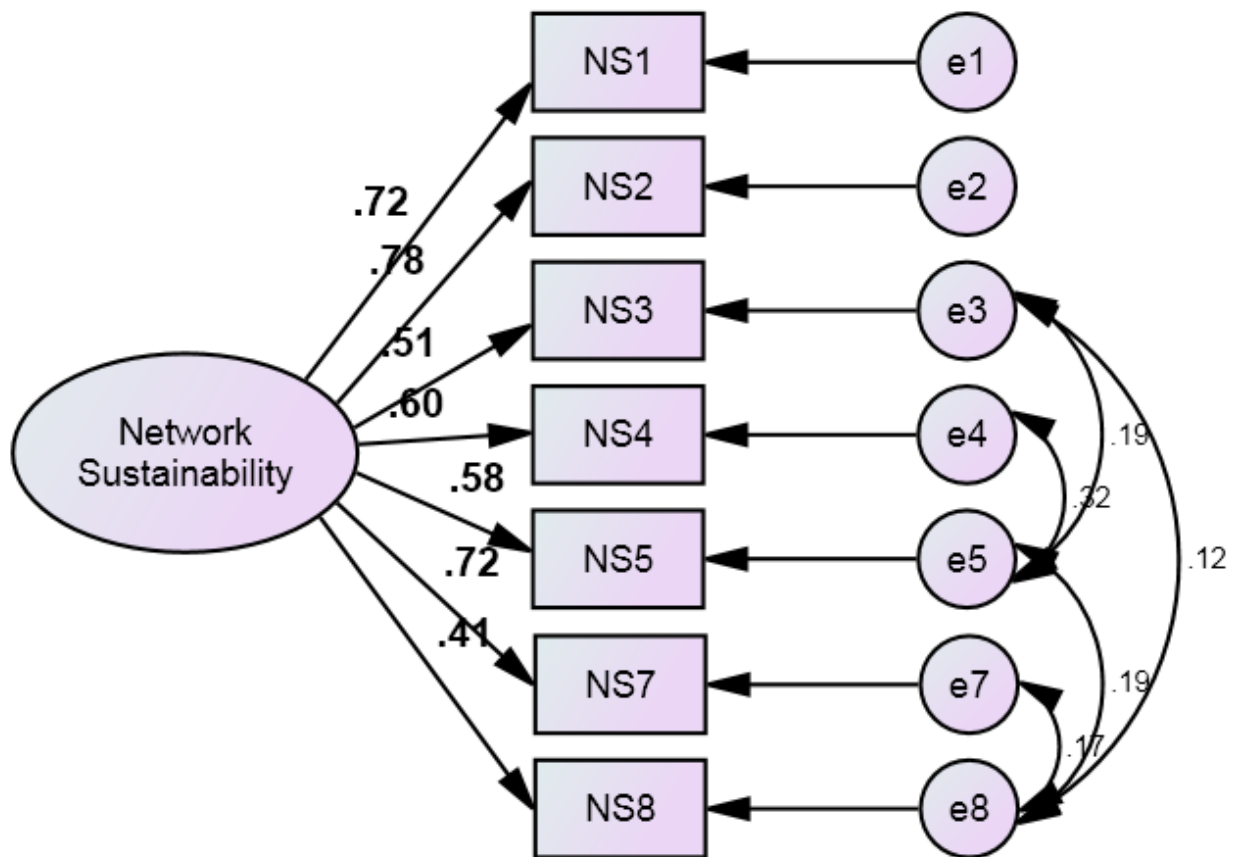 NS1
e1
NS2
e2
.72
.78
NS3
e3
.51
.60
Network
Sustainability
NS4
e4
.19
.58
.32
NS5
e5
.12
.72
.41
NS7
e7
.19
.17
NS8
e8